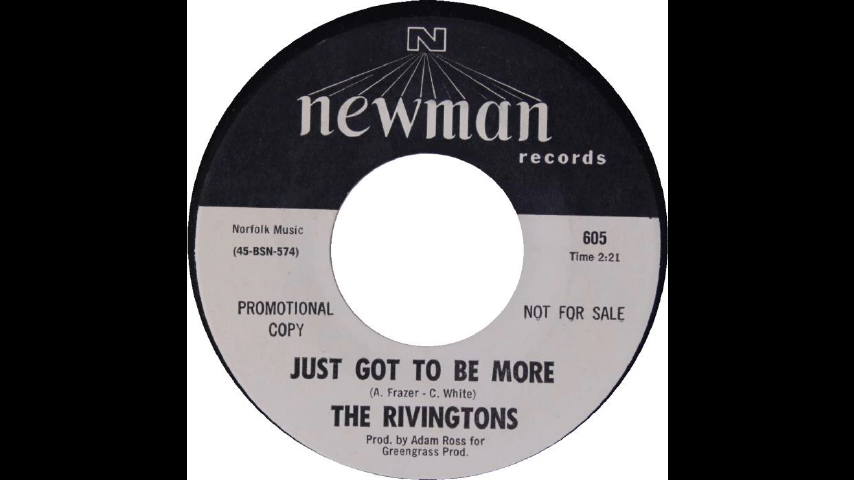 N
newman
records
Norfolk Music
(45-BSN-574)
605
Time 2:21
PROMOTIONAL
COPY
NOT FOR SALE
JUST GOT TO BE MORE
(A. Frazer - C. White)
THE RIVINGTONS
Prod. by Adam Ross for
Greengrass Prod.